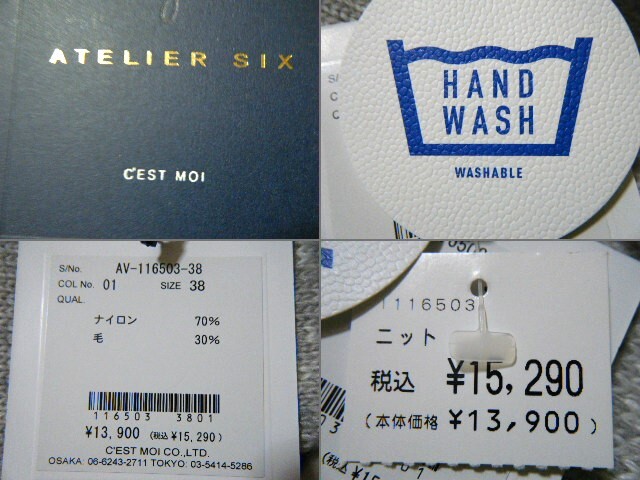 ATELIER SIX
C'EST MOI
S/
C
C
HAND
WASH
WASHABLE
S/No. AV-116503-38
COL No. 01 SIZE 38
QUAL.
ナイロン 70%
毛 30%
116503 3801
¥13,900 (税込 ¥15,290)
C'EST MOI CO.,LTD.
OSAKA. 06-6243-2711 TOKYO. 03-5414-5286
1116503
ニット
税込 ¥15,290
(本体価格 ¥13,900)